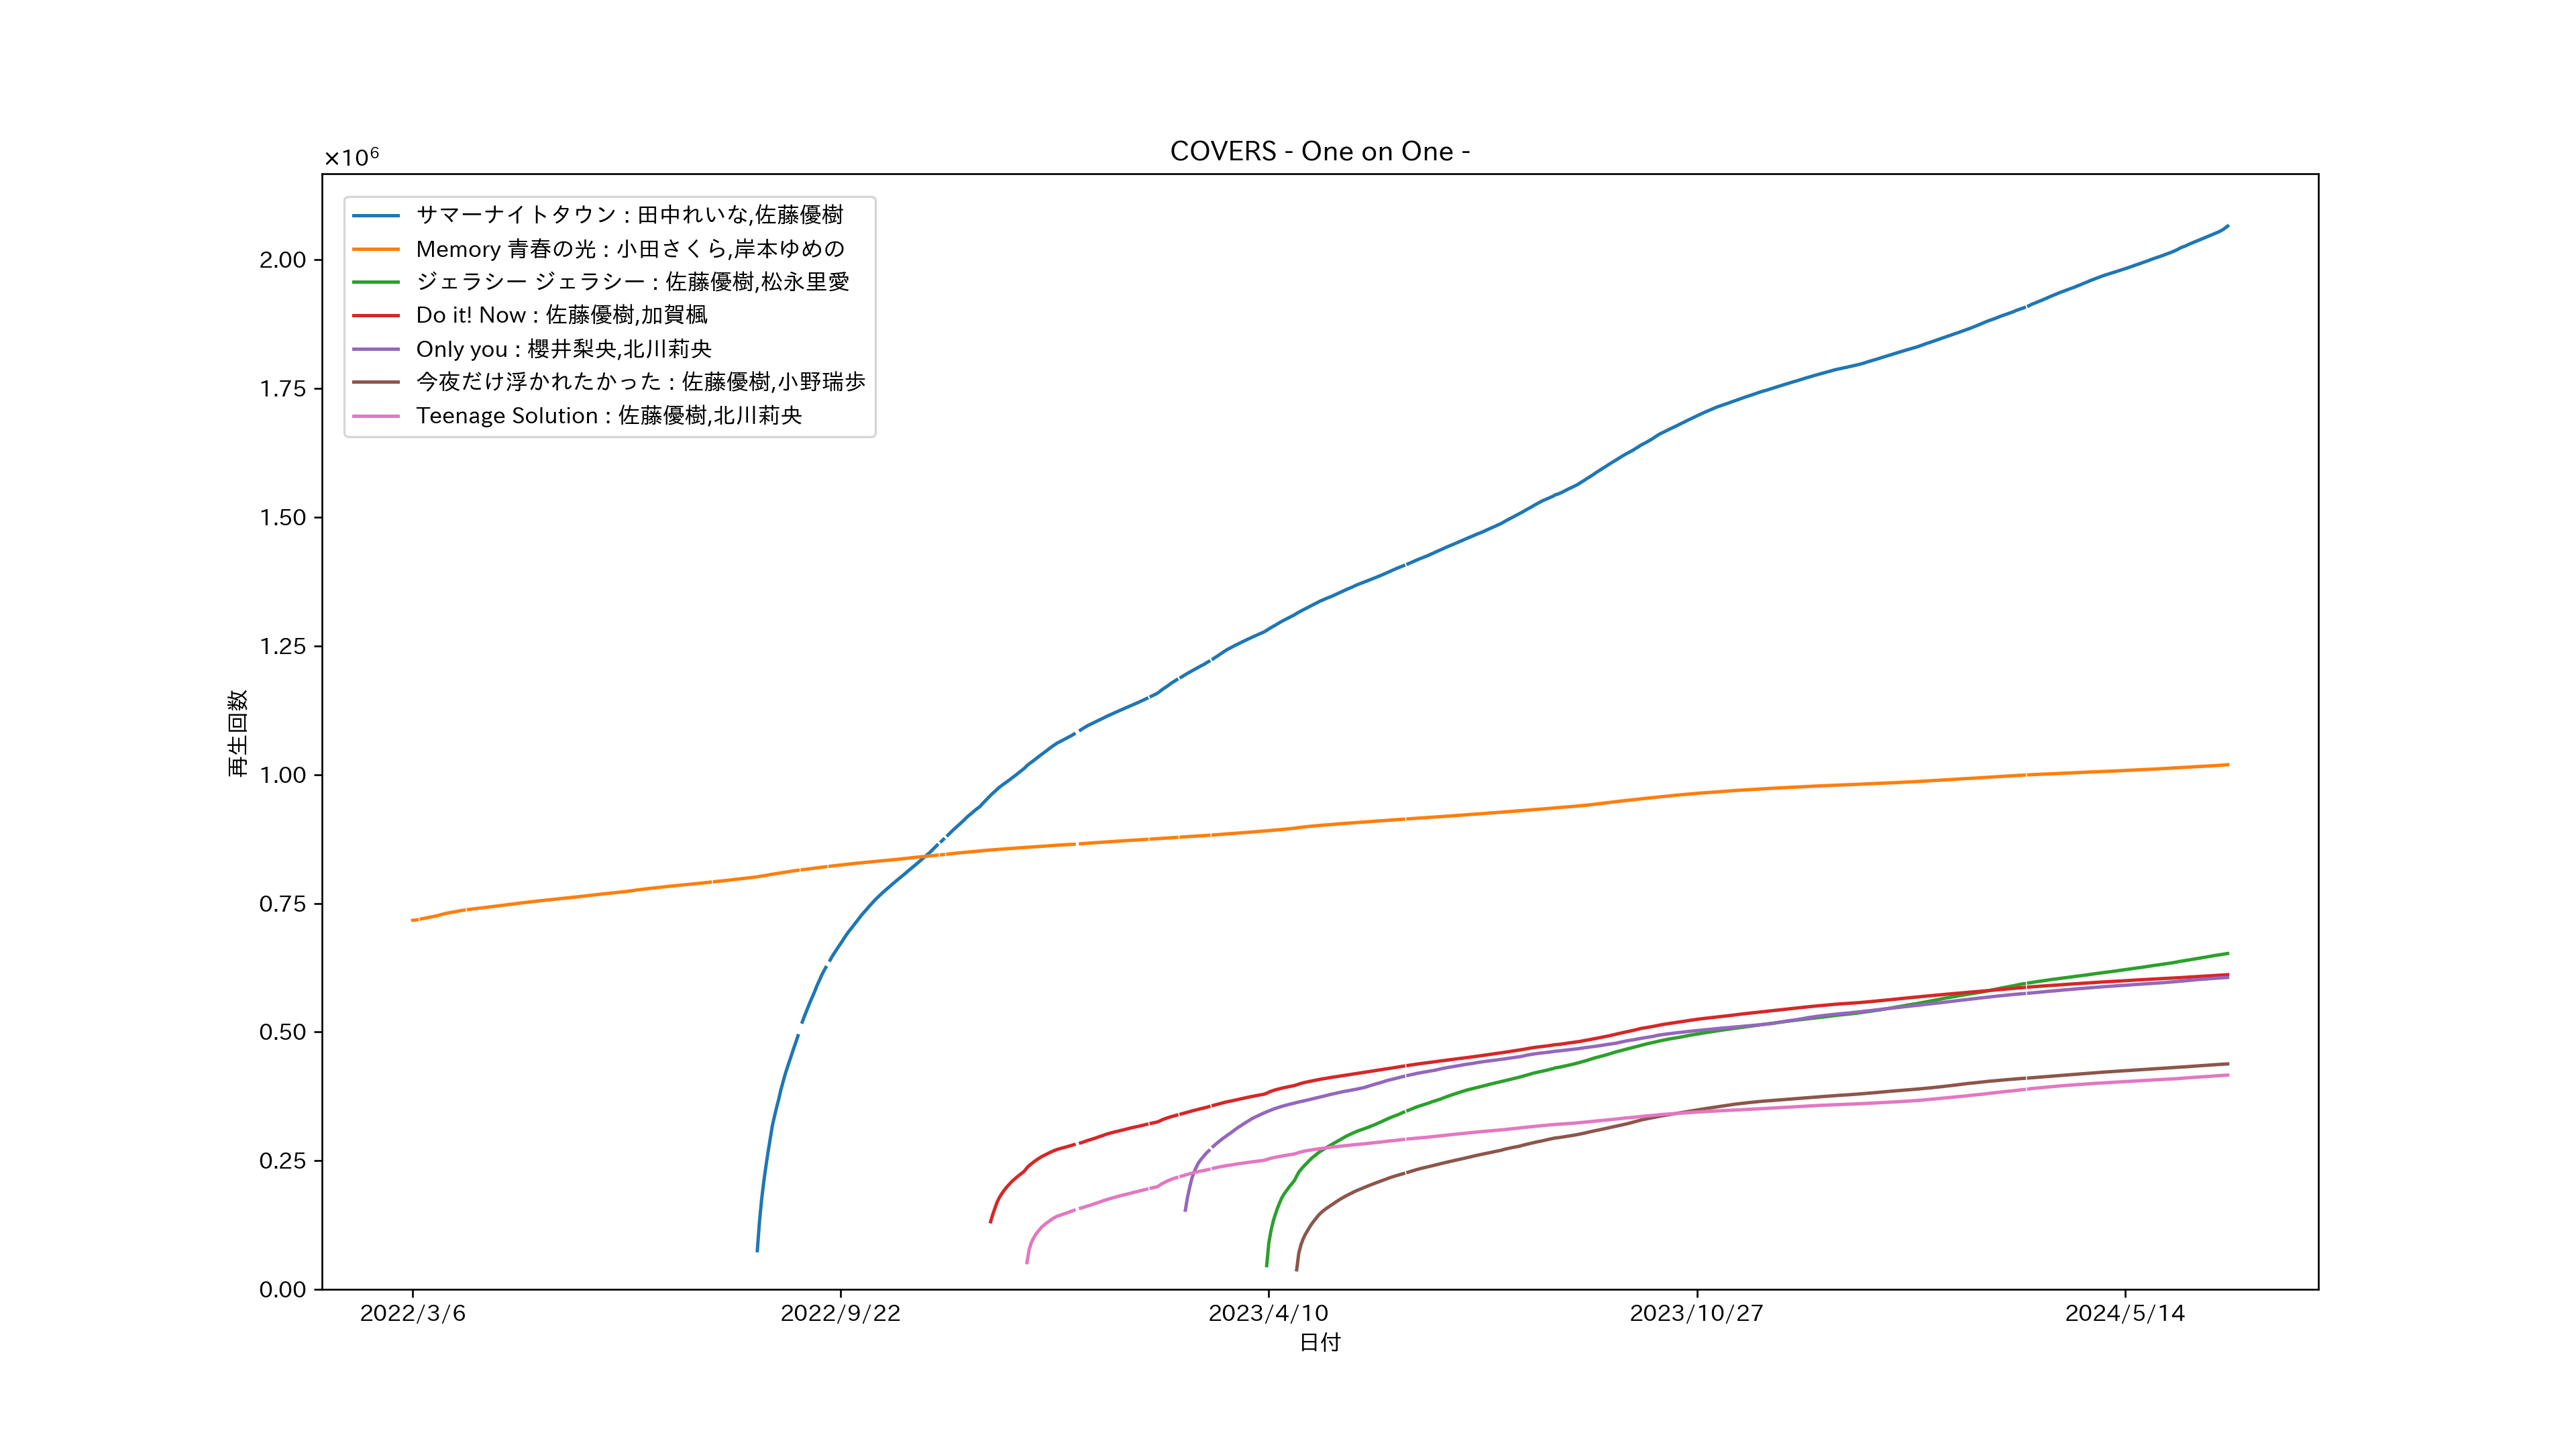 COVERS - One on One -
×10⁶
サマーナイトタウン : 田中れいな,佐藤優樹
Memory 青春の光 : 小田さくら,岸本ゆめの
ジェラシー ジェラシー : 佐藤優樹,松永里愛
Do it! Now : 佐藤優樹,加賀楓
Only you : 櫻井梨央,北川莉央
今夜だけ浮かれたかった : 佐藤優樹,小野瑞歩
Teenage Solution : 佐藤優樹,北川莉央
2.00
1.75
1.50
1.25
1.00
0.75
0.50
0.25
0.00
再生回数
2022/3/6
2022/9/22
2023/4/10
2023/10/27
2024/5/14
日付